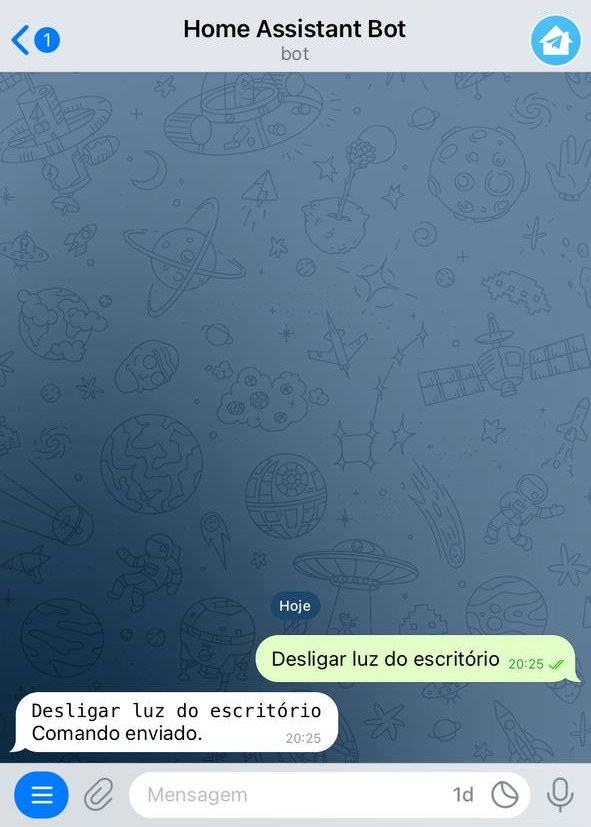 1
Home Assistant Bot
bot
Hoje
Desligar luz do escritório 20:25
Desligar luz do escritório
Comando enviado. 20:25
Mensagem 1d